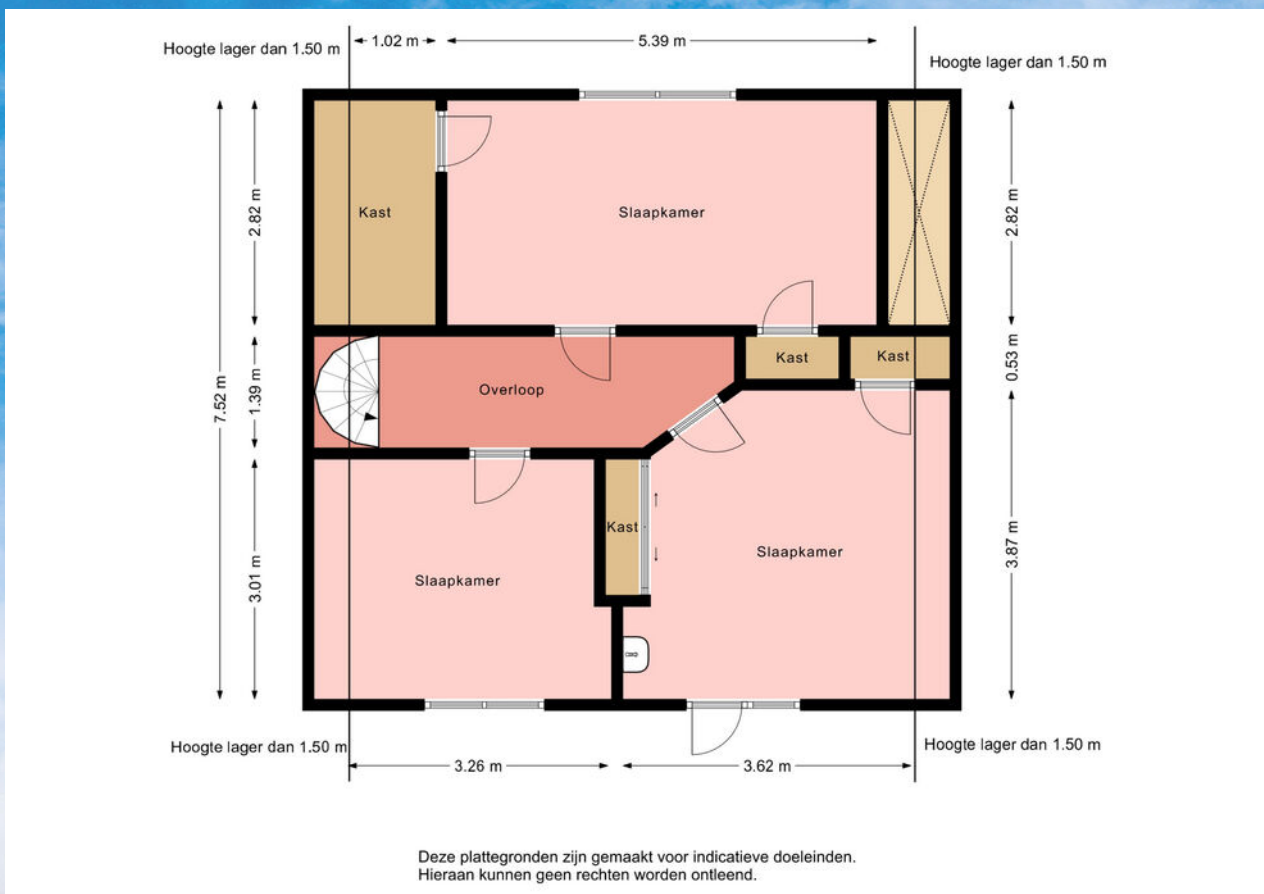 Hoogte lager dan 1.50 m
1.02 m
5.39 m
Hoogte lager dan 1.50 m
2.82 m
Kast
Slaapkamer
2.82 m
7.52 m
1.39 m
Overloop
Kast
Kast
0.53 m
3.01 m
Slaapkamer
Kast
Slaapkamer
3.87 m
Hoogte lager dan 1.50 m
3.26 m
3.62 m
Hoogte lager dan 1.50 m
Deze plattegronden zijn gemaakt voor indicatieve doeleinden.
Hieraan kunnen geen rechten worden ontleend.